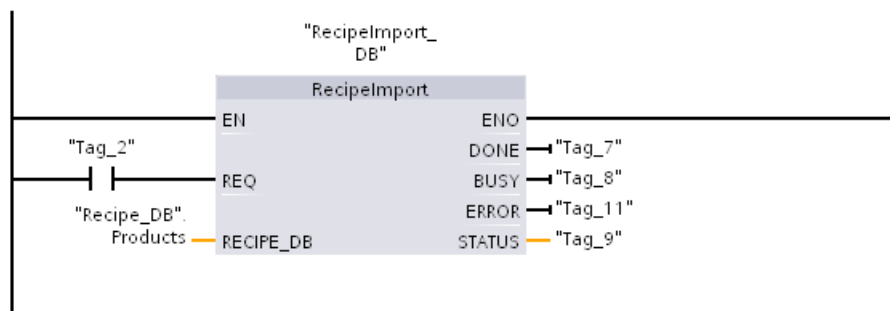 "RecipeImport_
DB"
RecipeImport
EN ENO
"Tag_2" DONE "Tag_7"
REQ BUSY "Tag_8"
"Recipe_DB". ERROR "Tag_11"
Products RECIPE_DB STATUS "Tag_9"